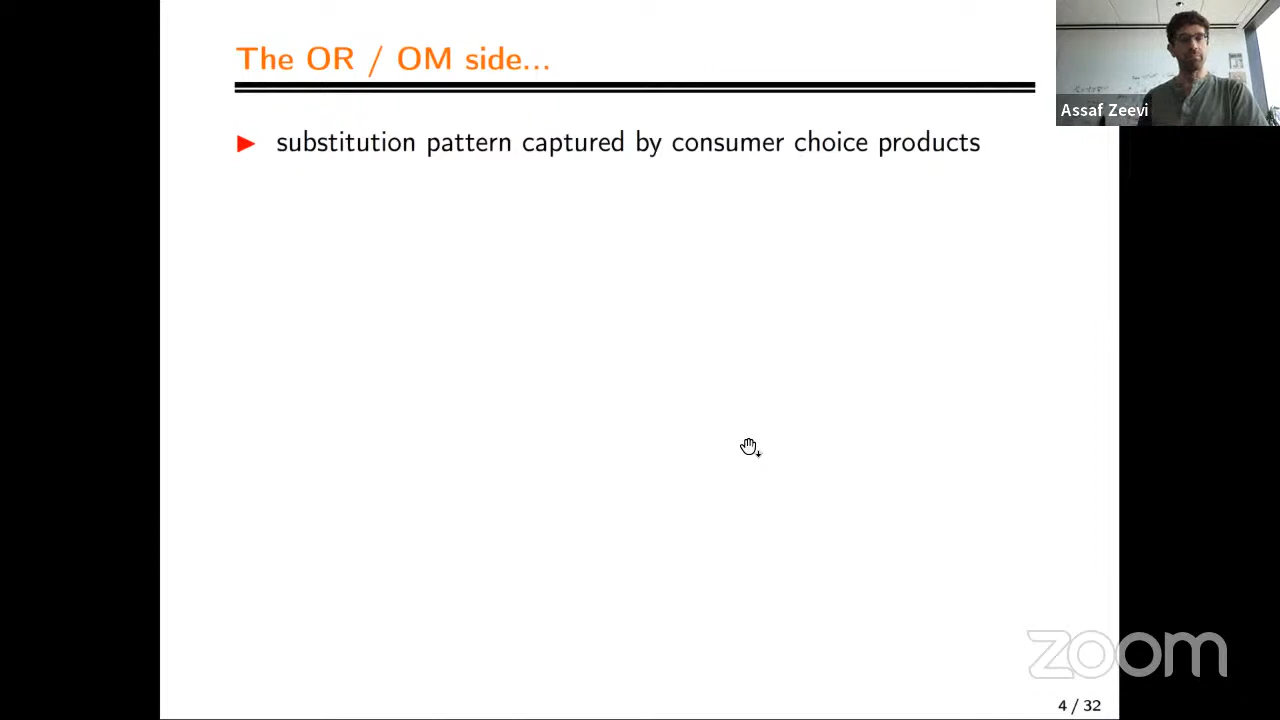 The OR / OM side...
Assaf Zeevi
▶ substitution pattern captured by consumer choice products
zoom
4 / 32